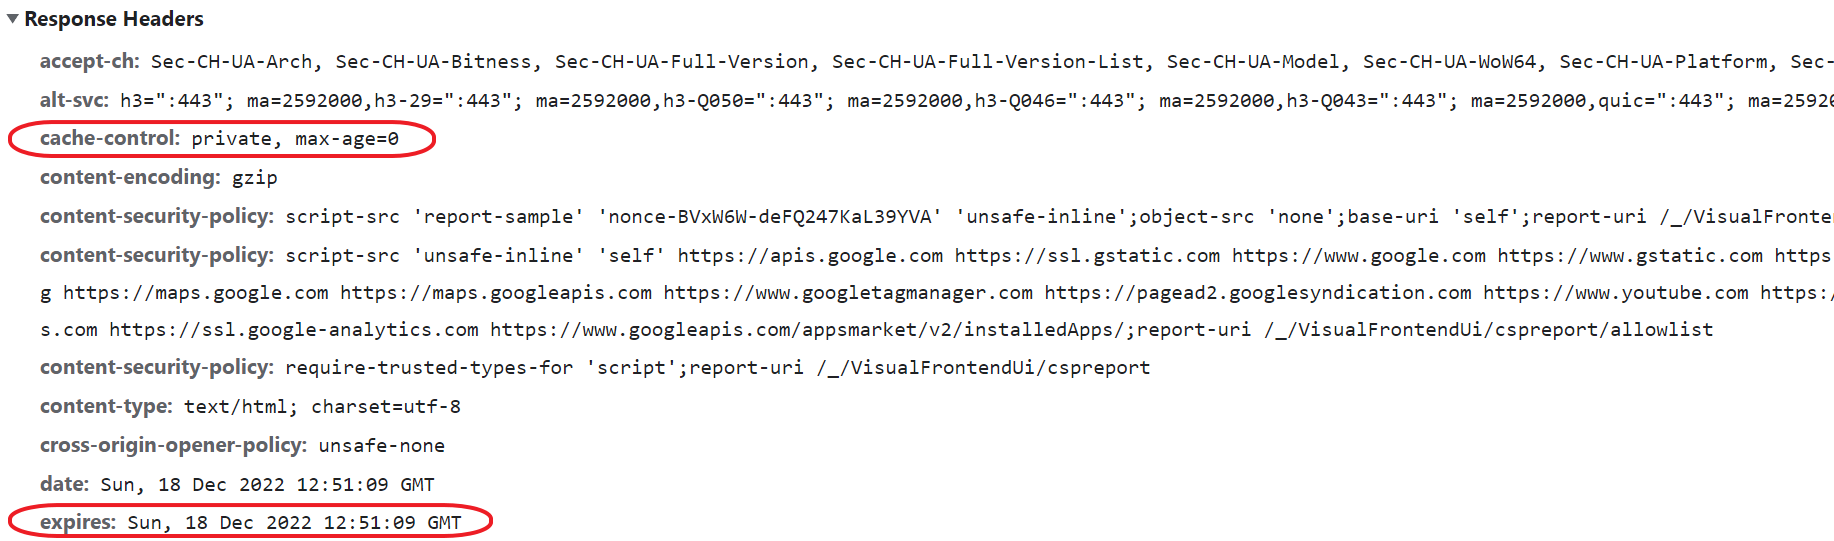 Response Headers
accept-ch: Sec-CH-UA-Arch, Sec-CH-UA-Bitness, Sec-CH-UA-Full-Version, Sec-CH-UA-Full-Version-List, Sec-CH-UA-Model, Sec-CH-UA-WoW64, Sec-CH-UA-Platform, Sec-
alt-svc: h3=":443"; ma=2592000,h3-29=":443"; ma=2592000,h3-Q050=":443"; ma=2592000,h3-Q046=":443"; ma=2592000,h3-Q043=":443"; ma=2592000,quic=":443"; ma=2592
cache-control: private, max-age=0
content-encoding: gzip
content-security-policy: script-src 'report-sample' 'nonce-BVxW6W-deFQ247KaL39YVA' 'unsafe-inline';object-src 'none';base-uri 'self';report-uri /_/VisualFronten
content-security-policy: script-src 'unsafe-inline' 'self' https://apis.google.com https://ssl.gstatic.com https://www.google.com https://www.gstatic.com https
g https://maps.google.com https://maps.googleapis.com https://www.googletagmanager.com https://pagead2.googlesyndication.com https://www.youtube.com https:/
s.com https://ssl.google-analytics.com https://www.googleapis.com/appsmarket/v2/installedApps/;report-uri /_/VisualFrontendUi/cspreport/allowlist
content-security-policy: require-trusted-types-for 'script';report-uri /_/VisualFrontendUi/cspreport
content-type: text/html; charset=utf-8
cross-origin-opener-policy: unsafe-none
date: Sun, 18 Dec 2022 12:51:09 GMT
expires: Sun, 18 Dec 2022 12:51:09 GMT